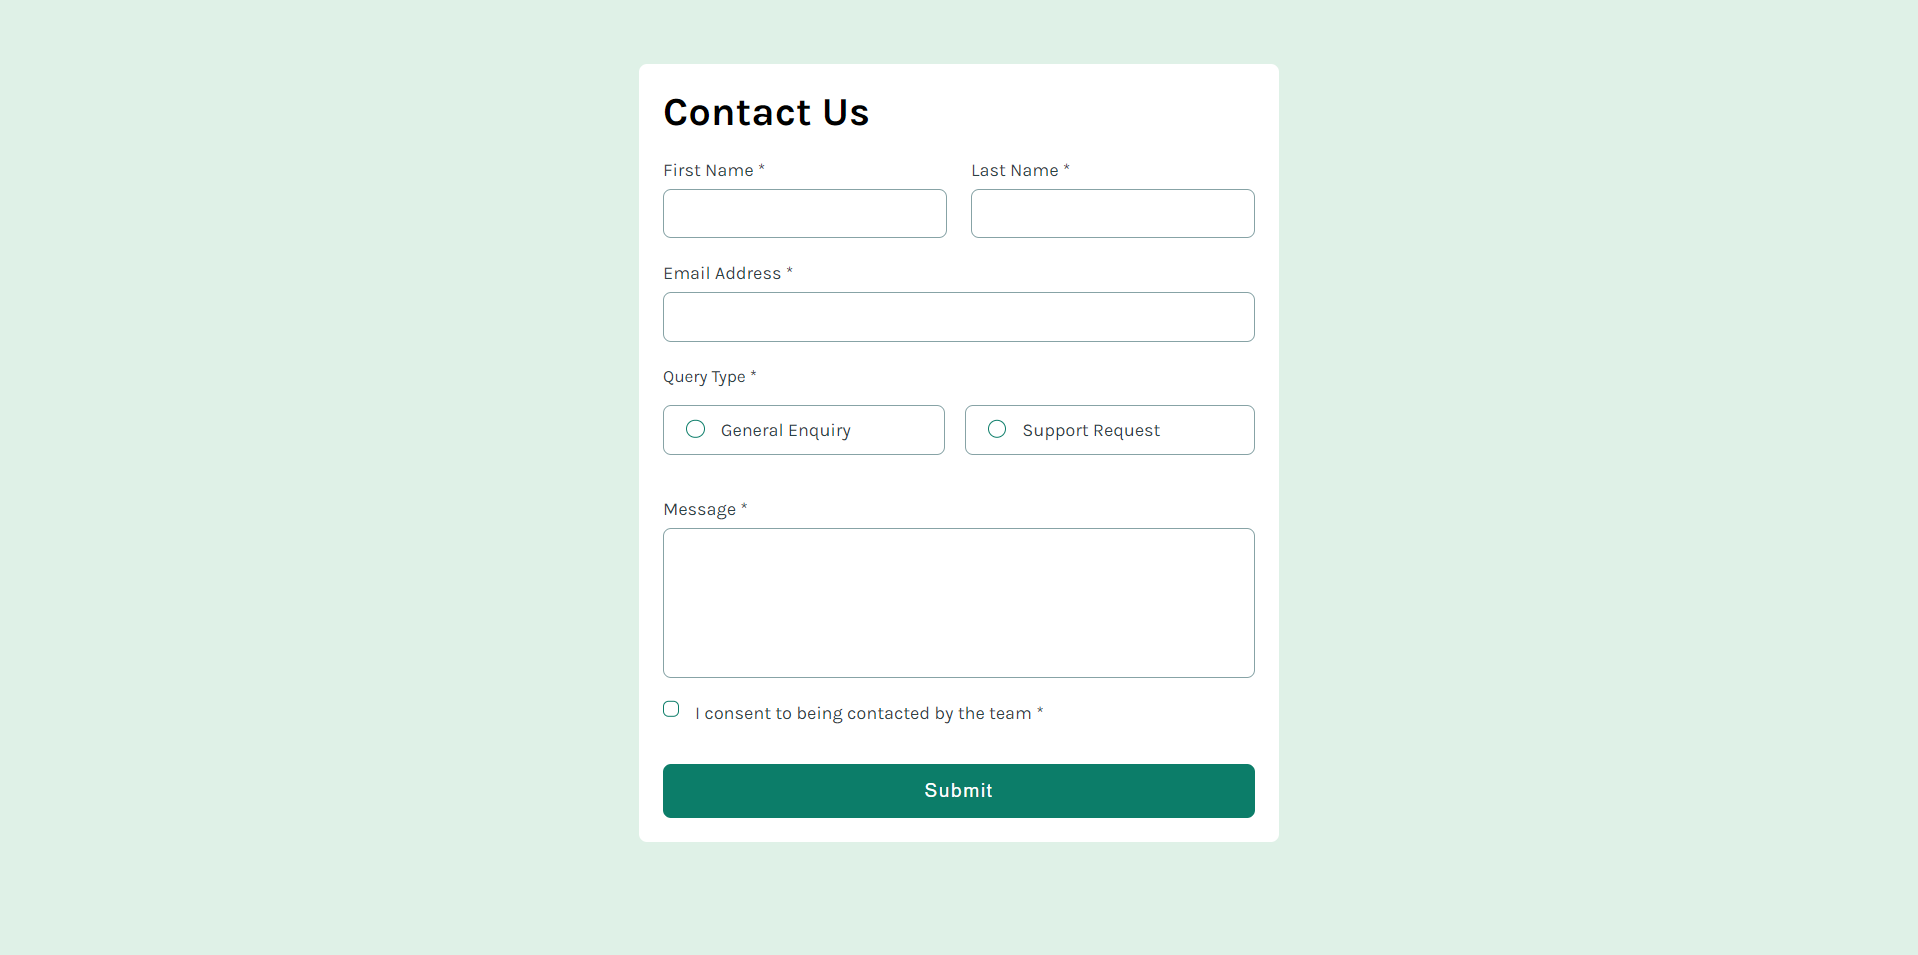 Contact Us
First Name *
Last Name *
Email Address *
Query Type *
General Enquiry
Support Request
Message *
I consent to being contacted by the team *
Submit